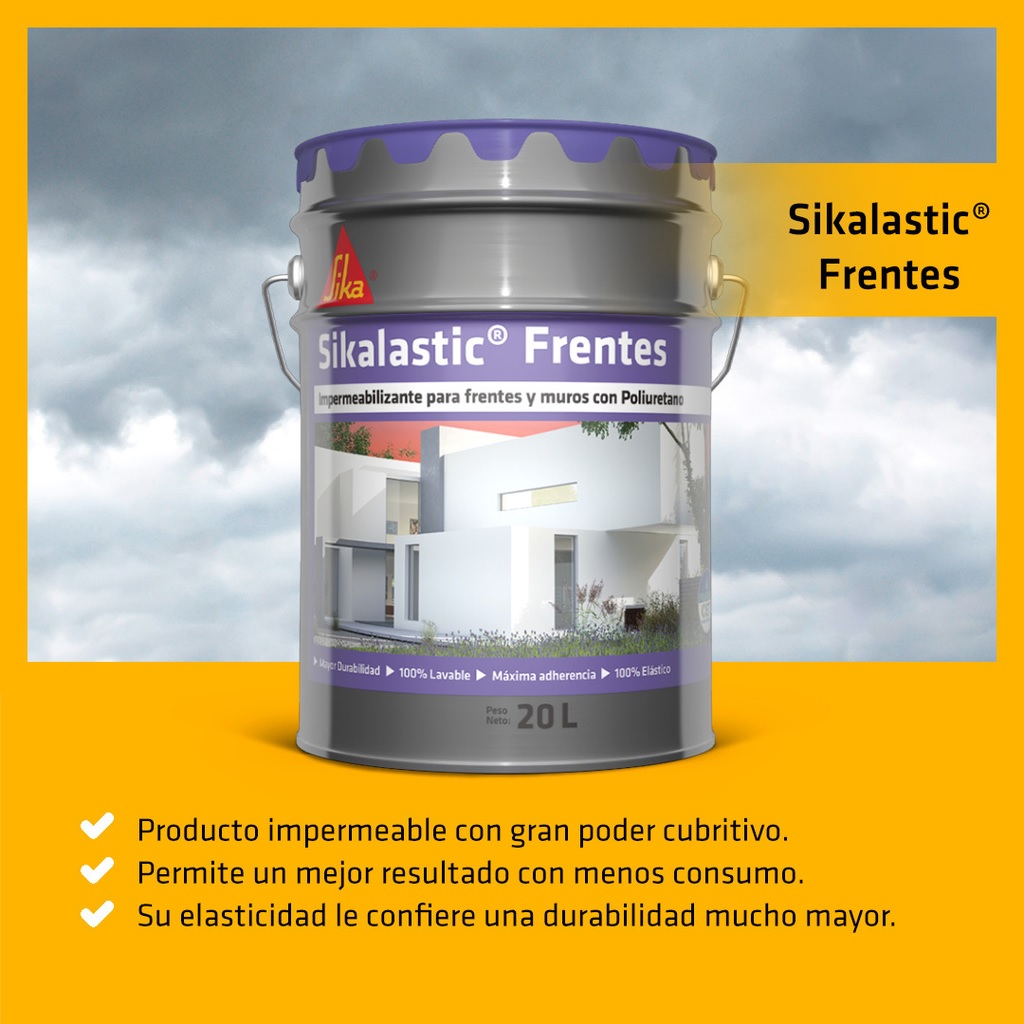 Sikalastic®
Frentes
Sika®
Sikalastic® Frentes
Impermeabilizante para frentes y muros con Poliuretano
Mayor Durabilidad ▶ 100% Lavable ▶ Máxima adherencia ▶ 100% Elástico
Peso
Neto: 20 L
Producto impermeable con gran poder cubritivo.
Permite un mejor resultado con menos consumo.
Su elasticidad le confiere una durabilidad mucho mayor.